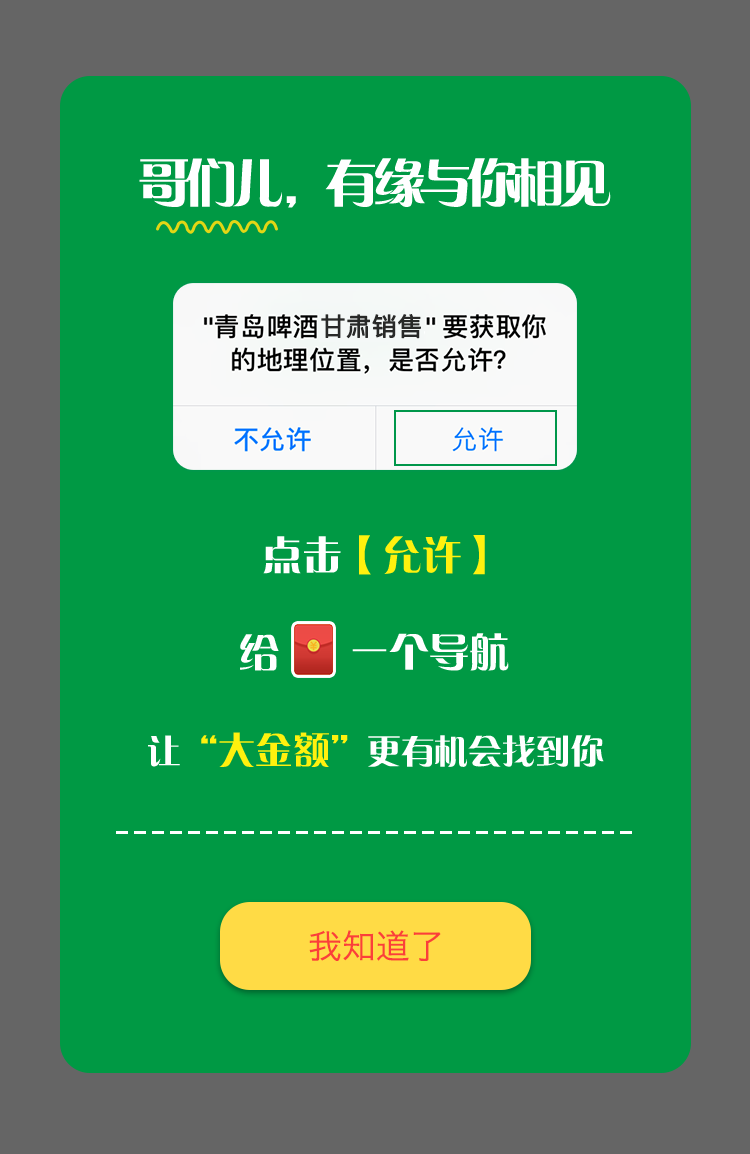 哥们儿，有缘与你相见
"青岛啤酒甘肃销售" 要获取你
的地理位置，是否允许？
不允许
允许
点击【允许】
给 一个导航
让“大金额”更有机会找到你
我知道了